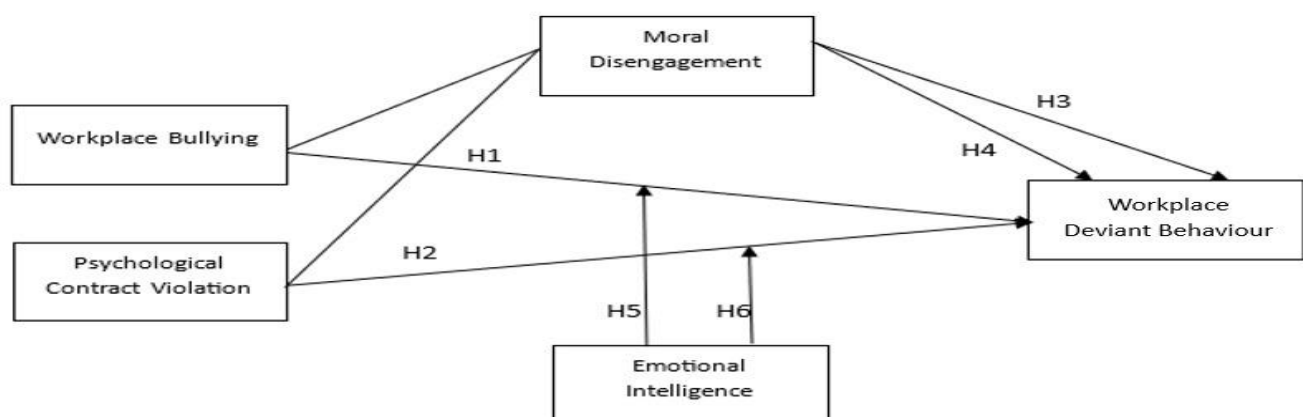 Moral
Disengagement
H3
Workplace Bullying
H1
H4
Workplace
Deviant Behaviour
H2
Psychological
Contract Violation
H5
H6
Emotional
Intelligence